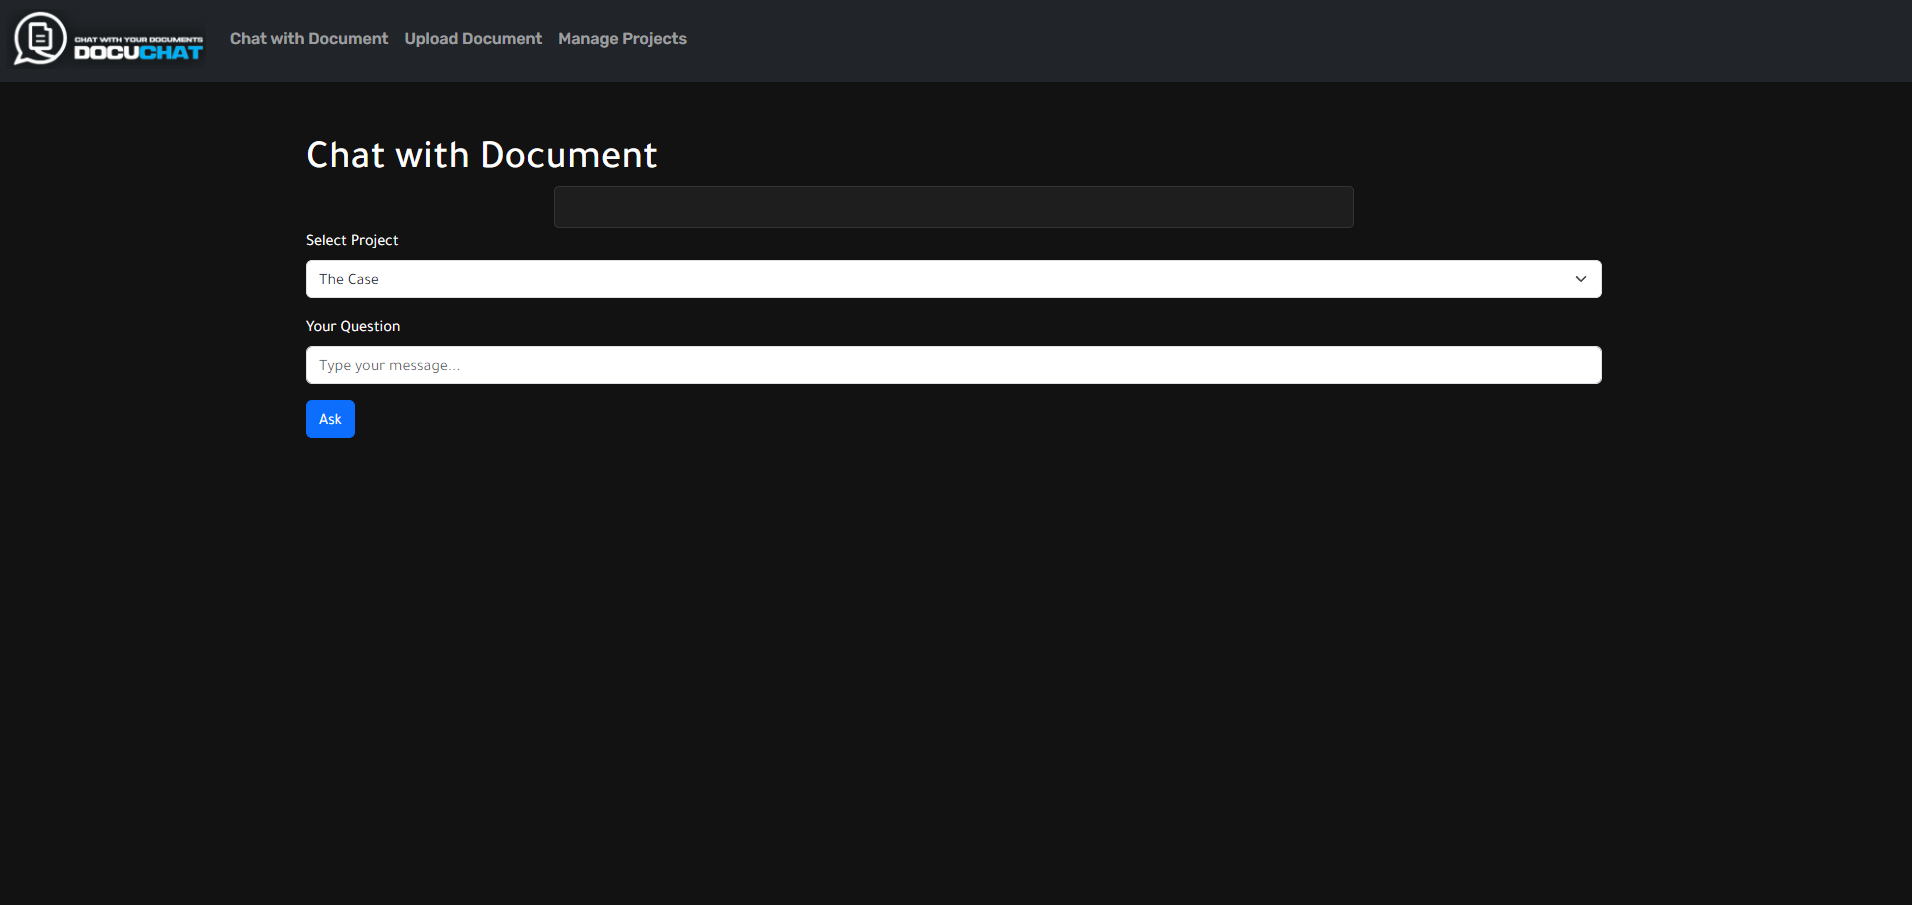 CHAT WITH YOUR DOCUMENTS
DOCUCHAT
Chat with Document Upload Document Manage Projects
Chat with Document
Select Project
The Case
Your Question
Type your message...
Ask